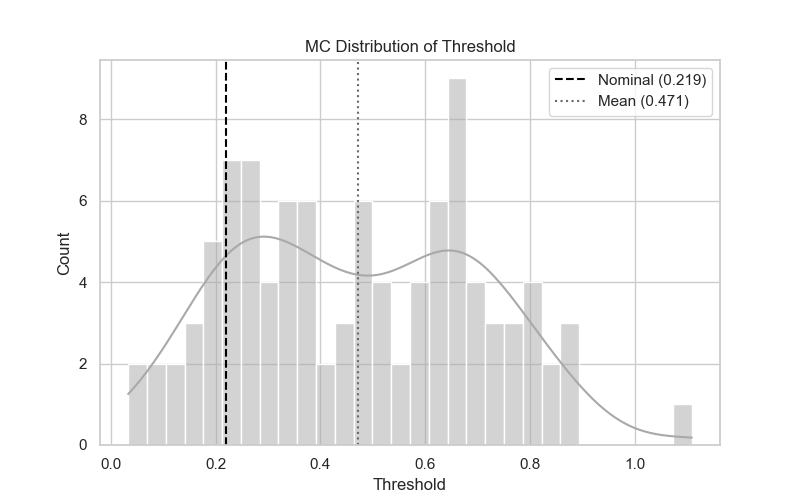 MC Distribution of Threshold
Nominal (0.219)
Mean (0.471)
Count
8
6
4
2
0
0.0 0.2 0.4 0.6 0.8 1.0
Threshold